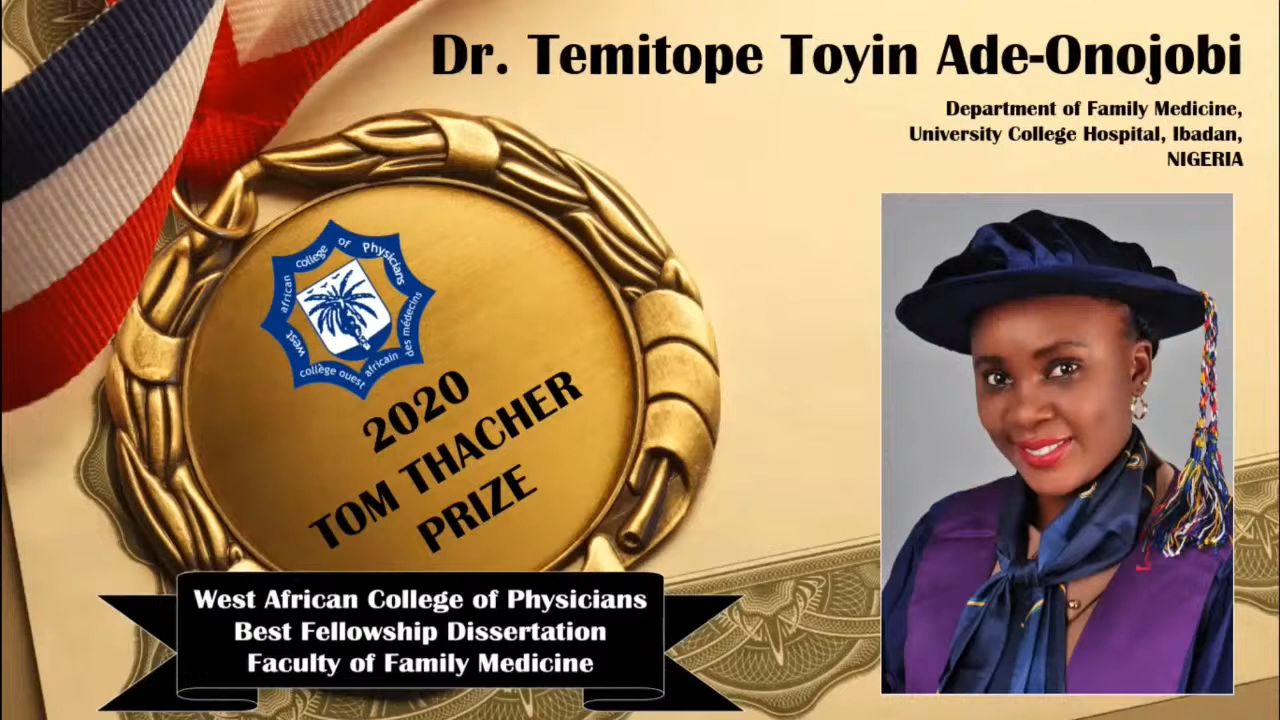 Dr. Temitope Toyin Ade-Onojobi
Department of Family Medicine,
University College Hospital, Ibadan,
NIGERIA
west african college of Physicians
collège ouest africain des médecins
2020
TOM THACHER
PRIZE
West African College of Physicians
Best Fellowship Dissertation
Faculty of Family Medicine